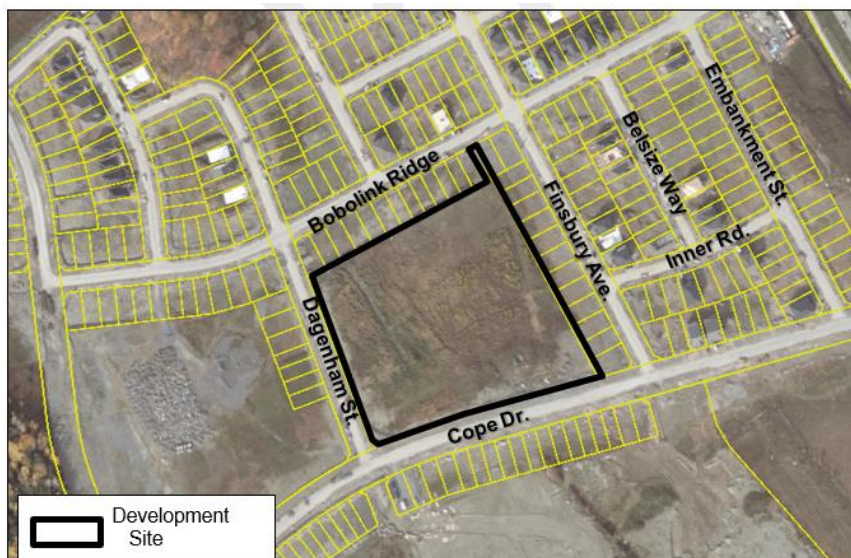 Embankment St.
Belsize Way
Bobolink Ridge
Finsbury Ave.
Inner Rd.
Dagenham St.
Cope Dr.
Development
Site